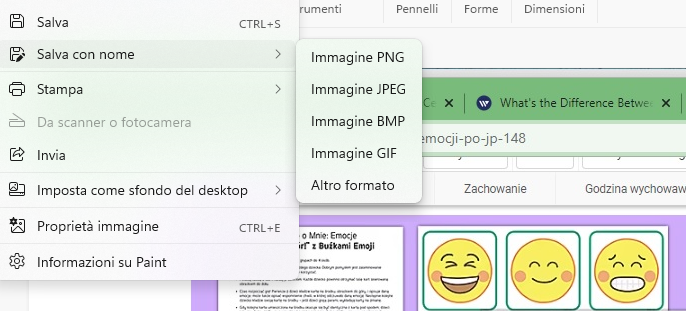 Salva CTRL+S
Salva con nome
Stampa
Da scanner o fotocamera
Invia
Imposta come sfondo del desktop
Proprietà immagine CTRL+E
Informazioni su Paint
Immagine PNG
Immagine JPEG
Immagine BMP
Immagine GIF
Altro formato
Pennelli Forme Dimensioni
What's the Difference Betwee
emocji-po-jp-148
Zachowanie Godzina wychowaw
o Mnie: Emocje
z Buźkami Emoji